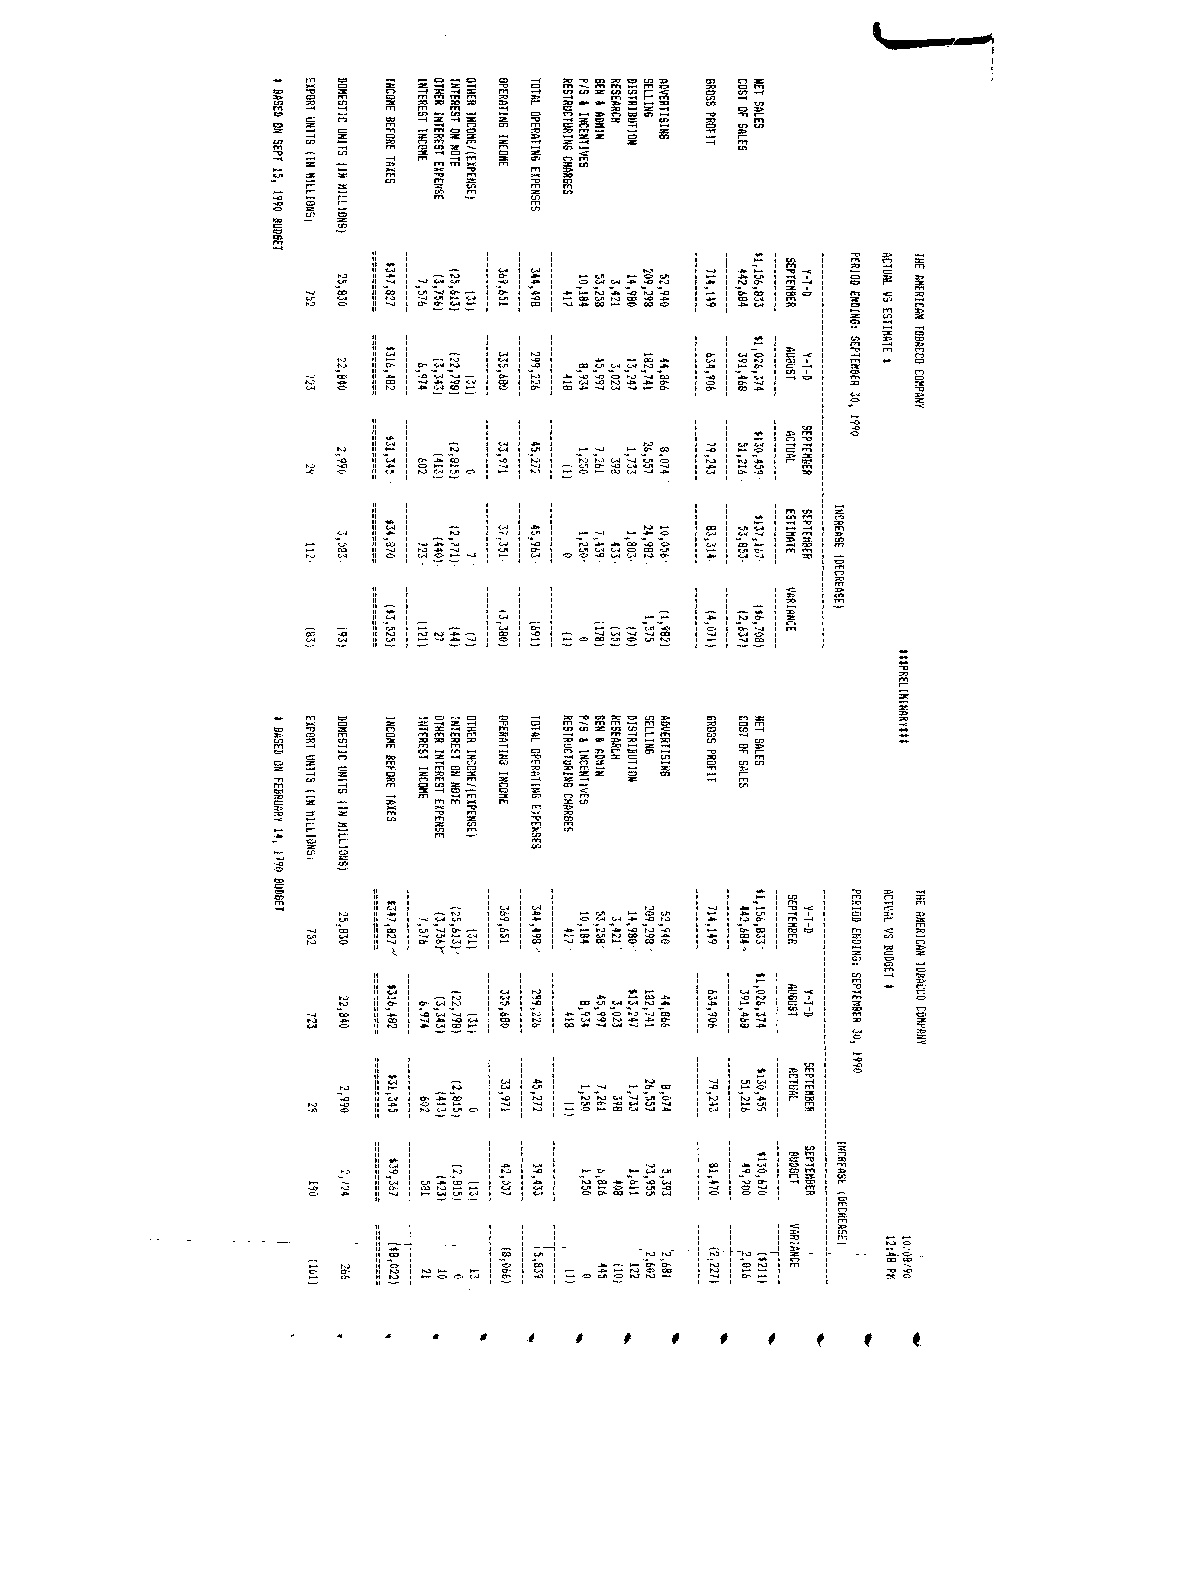 ***PRELIMINARY***
THE AMERICAN TOBACCO COMPANY
ACTUAL VS ESTIMATE *
PERIOD ENDING: SEPTEMBER 30, 1990
INCREASE (DECREASE)
Y-T-D Y-T-D SEPTEMBER SEPTEMBER
SEPTEMBER AUGUST ACTUAL ESTIMATE VARIANCE
NET SALES $1,156,833 $1,026,374 $130,459 $137,167 ($6,708)
COST OF SALES 442,684 391,468 51,216 53,853 (2,637)
GROSS PROFIT 714,149 634,906 79,243 83,314 (4,071)
ADVERTISING 52,940 44,866 8,074 10,056 (1,982)
SELLING 209,298 182,741 26,557 24,982 1,575
DISTRIBUTION 14,980 13,247 1,733 1,803 (70)
RESEARCH 3,421 3,023 398 433 (35)
GEN & ADMIN 53,258 45,997 7,261 7,439 (178)
P/S & INCENTIVES 10,184 8,934 1,250 1,250 0
RESTRUCTURING CHARGES 417 418 (1) 0 (1)
TOTAL OPERATING EXPENSES 344,498 299,226 45,272 45,963 (691)
OPERATING INCOME 369,651 335,680 33,971 37,351 (3,380)
OTHER INCOME/(EXPENSE) (31) (31) 0 7 (7)
INTEREST ON NOTE (25,613) (22,798) (2,815) (2,771) (44)
OTHER INTEREST EXPENSE (3,756) (3,343) (413) (440) 27
INTEREST INCOME 7,576 6,974 602 723 (121)
INCOME BEFORE TAXES $347,827 $316,482 $31,345 $34,870 ($3,525)
DOMESTIC UNITS (IN MILLIONS) 25,830 22,840 2,990 3,083 (93)
EXPORT UNITS (IN MILLIONS) 752 723 29 112 (83)
* BASED ON SEPT 15, 1990 BUDGET
10/08/90
12:48 PM
THE AMERICAN TOBACCO COMPANY
ACTUAL VS BUDGET *
PERIOD ENDING: SEPTEMBER 30, 1990
INCREASE (DECREASE)
Y-T-D Y-T-D SEPTEMBER SEPTEMBER
SEPTEMBER AUGUST ACTUAL BUDGET VARIANCE
NET SALES $1,156,833 $1,026,374 $130,459 $130,670 ($211)
COST OF SALES 442,684 391,468 51,216 49,200 2,016
GROSS PROFIT 714,149 634,906 79,243 81,470 (2,227)
ADVERTISING 52,940 44,866 8,074 5,393 2,681
SELLING 209,298 182,741 26,557 23,955 2,602
DISTRIBUTION 14,980 $13,247 1,733 1,611 122
RESEARCH 3,421 3,023 398 408 (10)
GEN & ADMIN 53,258 45,997 7,261 6,816 445
P/S & INCENTIVES 10,184 8,934 1,250 1,250 0
RESTRUCTURING CHARGES 417 418 (1) (1)
TOTAL OPERATING EXPENSES 344,498 299,226 45,272 39,433 5,839
OPERATING INCOME 369,651 335,680 33,971 42,037 (8,066)
OTHER INCOME/(EXPENSE) (31) (31) 0 (13) 13
INTEREST ON NOTE (25,613) (22,798) (2,815) (2,815) 0
OTHER INTEREST EXPENSE (3,756) (3,343) (413) (423) 10
INTEREST INCOME 7,576 6,974 602 581 21
INCOME BEFORE TAXES $347,827 $316,482 $31,345 $39,367 ($8,022)
DOMESTIC UNITS (IN MILLIONS) 25,830 22,840 2,990 2,724 266
EXPORT UNITS (IN MILLIONS) 752 723 29 190 (161)
* BASED ON FEBRUARY 14, 1990 BUDGET